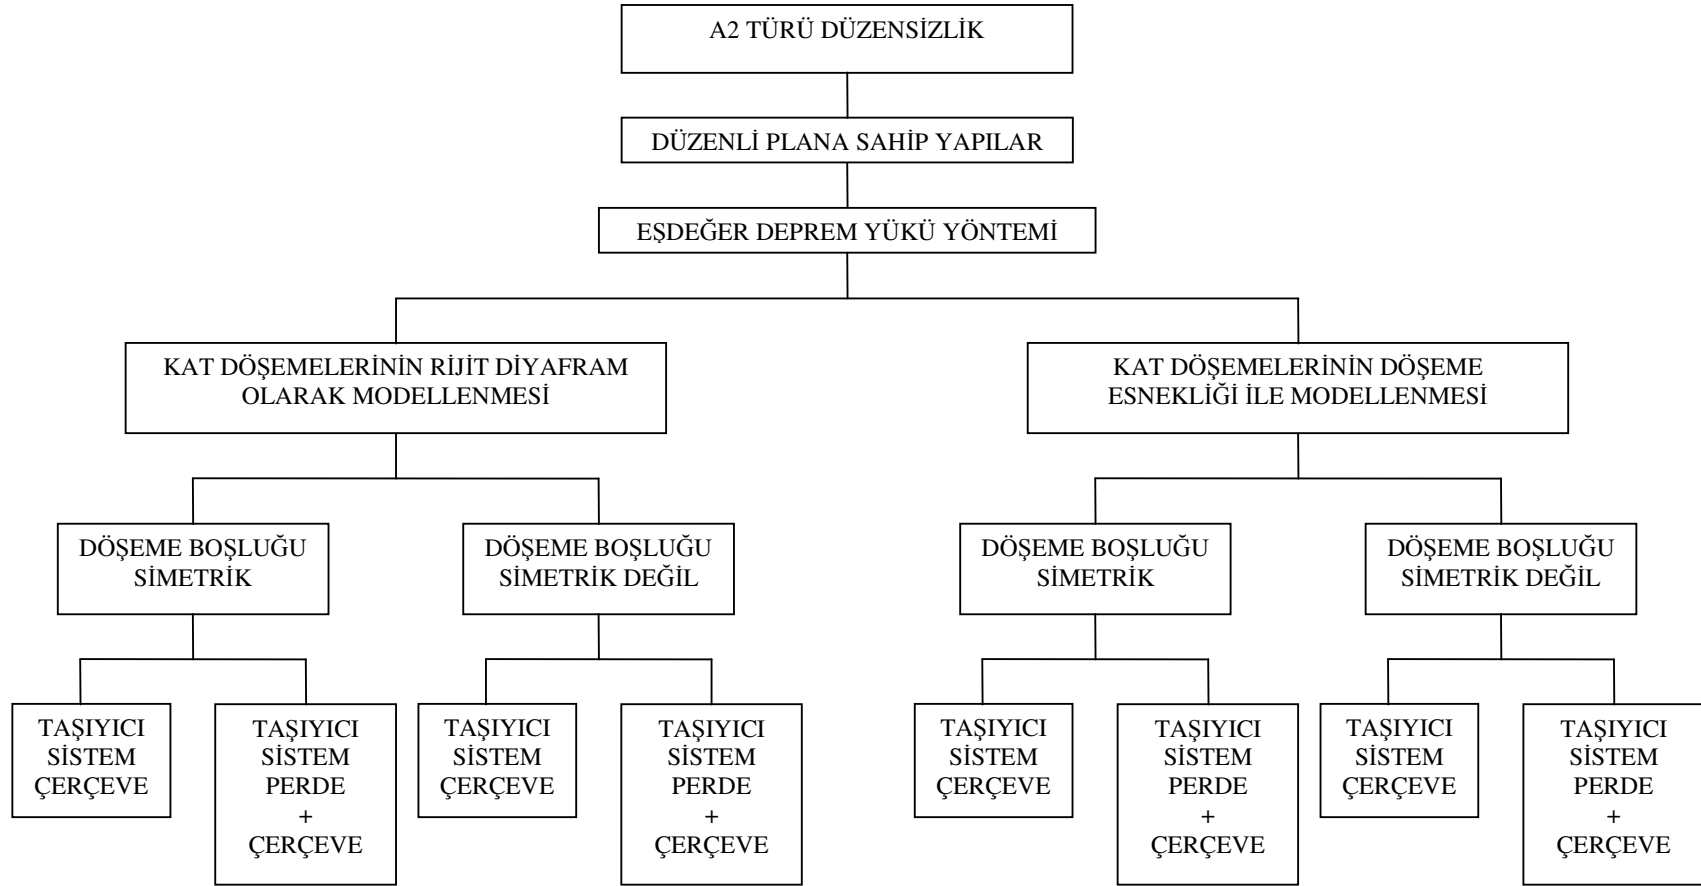 A2 TÜRÜ DÜZENSİZLİK
DÜZENLİ PLANA SAHİP YAPILAR
EŞDEĞER DEPREM YÜKÜ YÖNTEMİ
KAT DÖŞEMELERİNİN RİJİT DİYAFRAM
OLARAK MODELLENMESİ
KAT DÖŞEMELERİNİN DÖŞEME
ESNEKLİĞİ İLE MODELLENMESİ
DÖŞEME BOŞLUĞU
SİMETRİK
DÖŞEME BOŞLUĞU
SİMETRİK DEĞİL
DÖŞEME BOŞLUĞU
SİMETRİK
DÖŞEME BOŞLUĞU
SİMETRİK DEĞİL
TAŞIYICI
SİSTEM
ÇERÇEVE
TAŞIYICI
SİSTEM
PERDE
+
ÇERÇEVE
TAŞIYICI
SİSTEM
ÇERÇEVE
TAŞIYICI
SİSTEM
PERDE
+
ÇERÇEVE
TAŞIYICI
SİSTEM
ÇERÇEVE
TAŞIYICI
SİSTEM
PERDE
+
ÇERÇEVE
TAŞIYICI
SİSTEM
ÇERÇEVE
TAŞIYICI
SİSTEM
PERDE
+
ÇERÇEVE